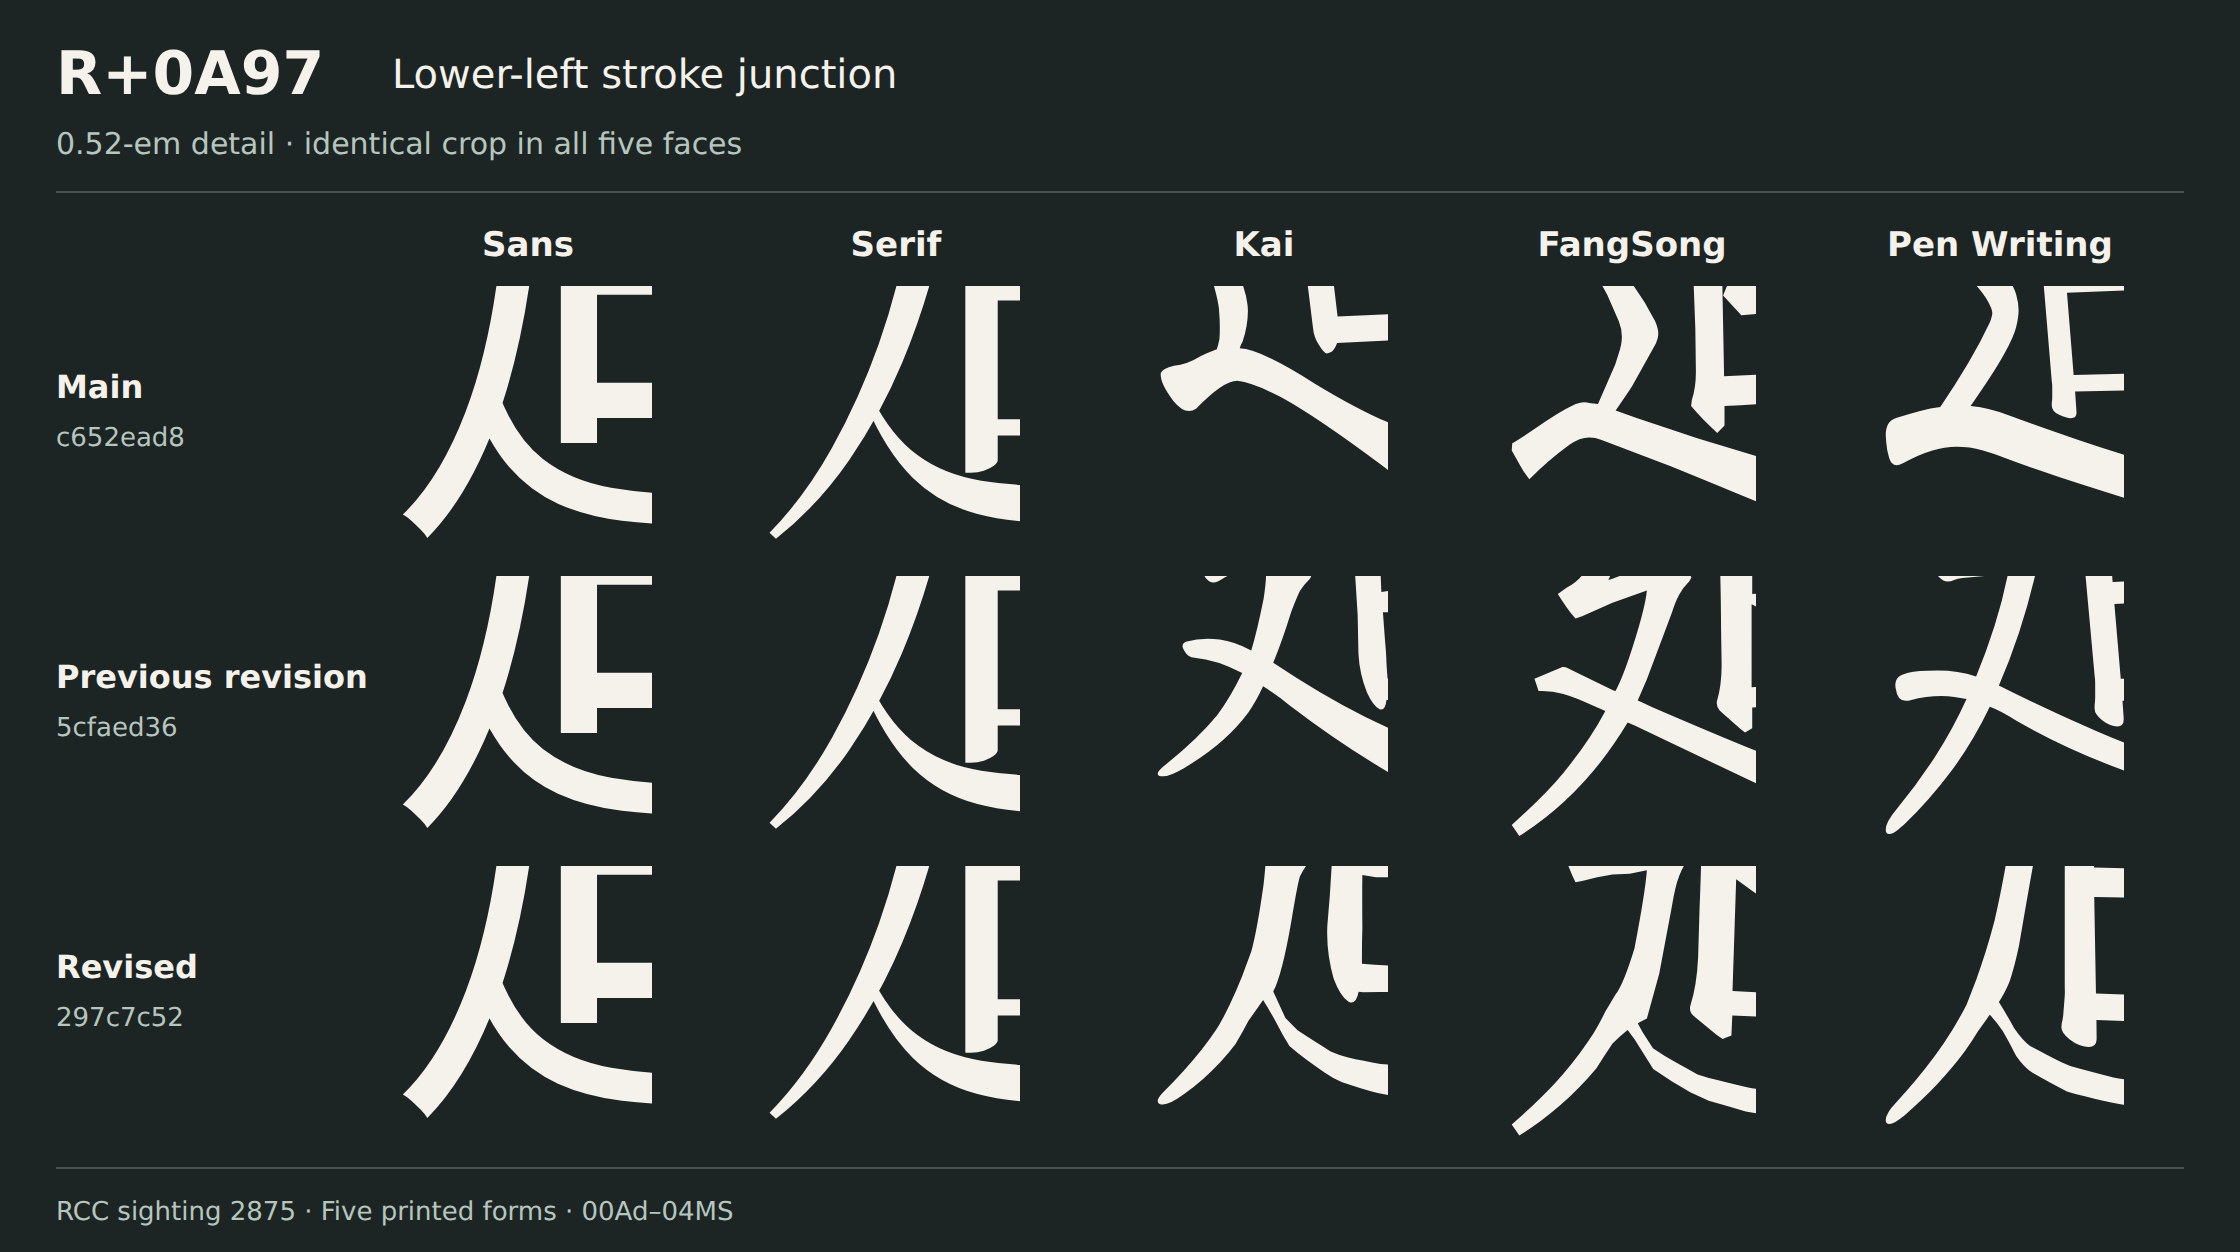 R+0A97 Lower-left stroke junction
0.52-em detail · identical crop in all five faces
Sans Serif Kai FangSong Pen Writing
Main
c652ead8
Previous revision
5cfaed36
Revised
297c7c52
RCC sighting 2875 · Five printed forms · 00Ad–04MS